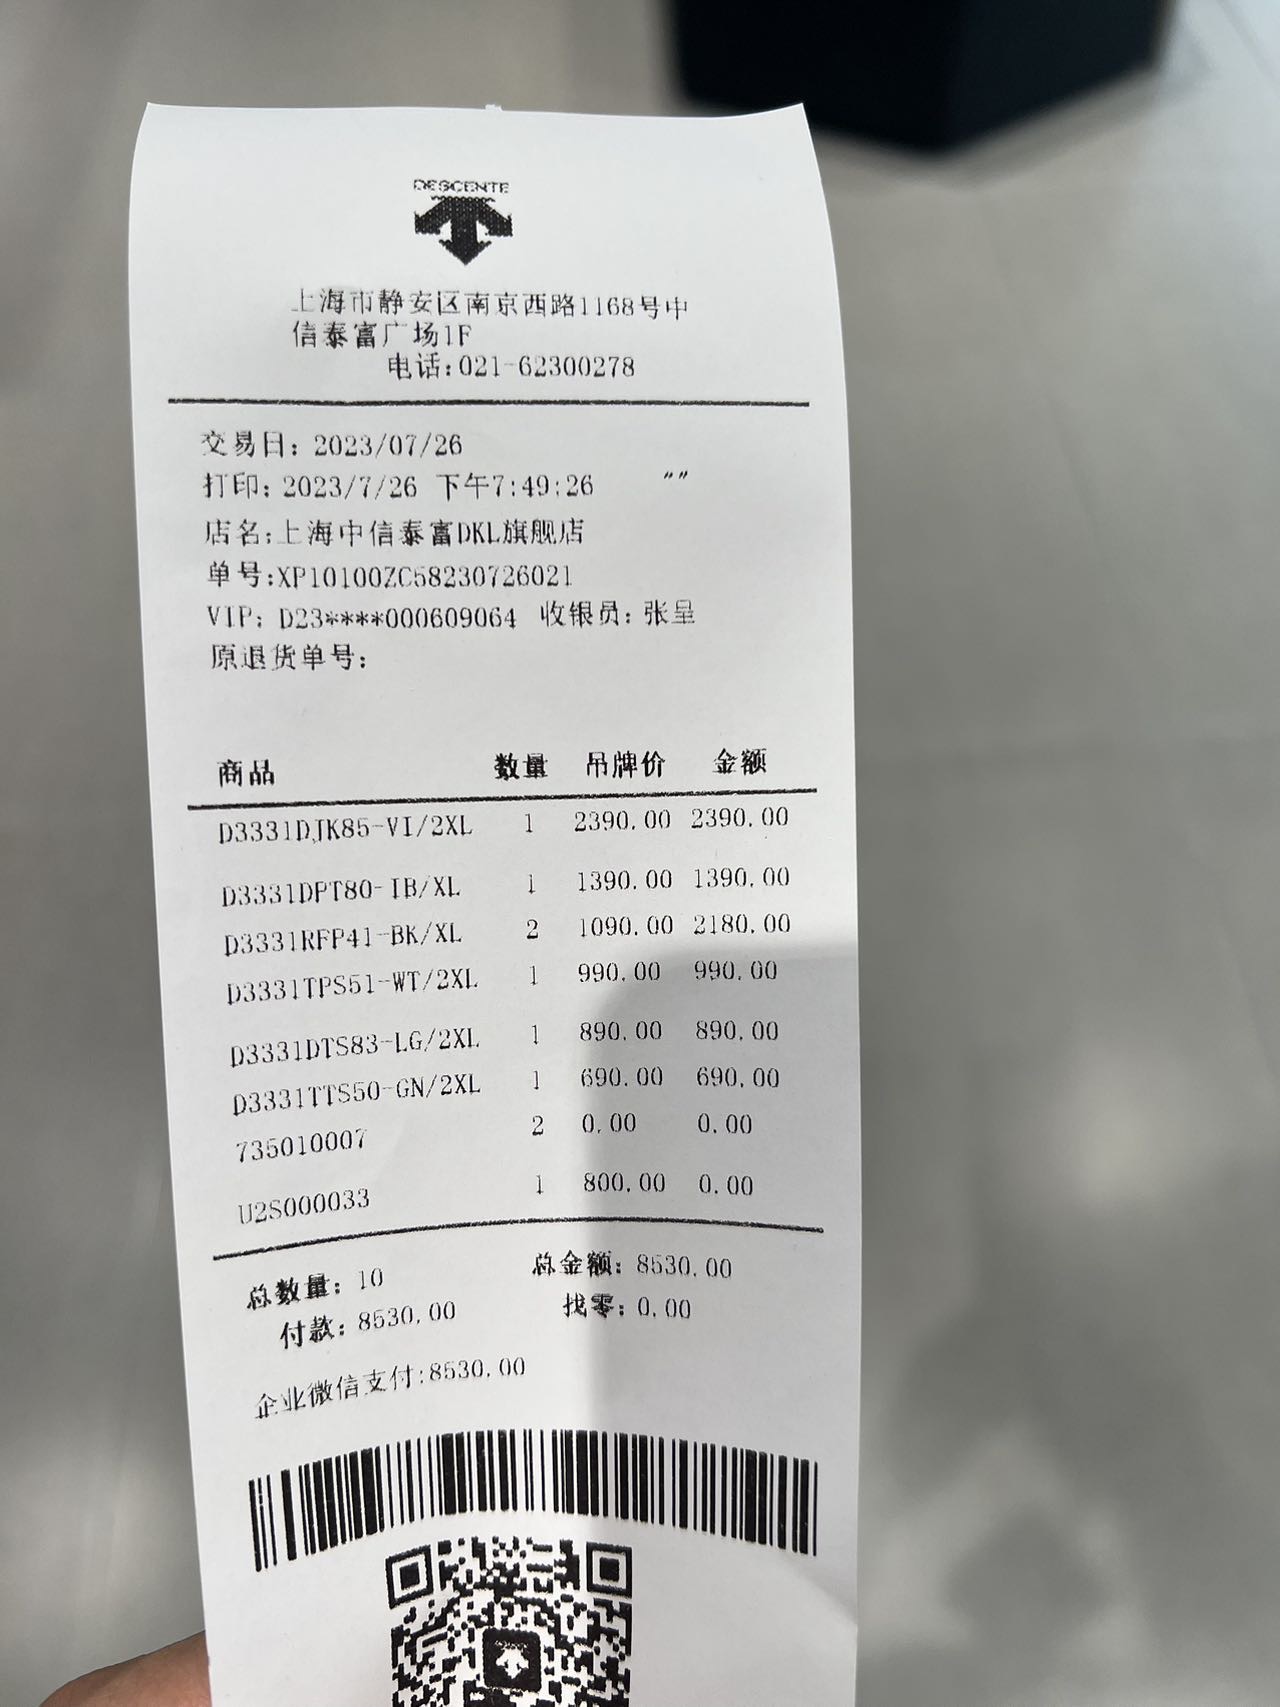 DESCENTE
上海市静安区南京西路1168号中
信泰富广场1F
电话:021-62300278
交易日: 2023/07/26
打印: 2023/7/26 下午7:49:26 ""
店名:上海中信泰富DKL旗舰店
单号:XP10100ZC58230726021
VIP: D23****000609064 收银员: 张呈
原退货单号:
商品 数量 吊牌价 金额
D3331DJK85-VI/2XL 1 2390.00 2390.00
D3331DPT80-IB/XL 1 1390.00 1390.00
D3331RFP41-BK/XL 2 1090.00 2180.00
D3331TPS51-WT/2XL 1 990.00 990.00
D3331DTS83-LG/2XL 1 890.00 890.00
D3331TTS50-GN/2XL 1 690.00 690.00
735010007 2 0.00 0.00
U2S000033 1 800.00 0.00
总数量: 10 总金额: 8530.00
付款: 8530.00 找零: 0.00
企业微信支付:8530.00